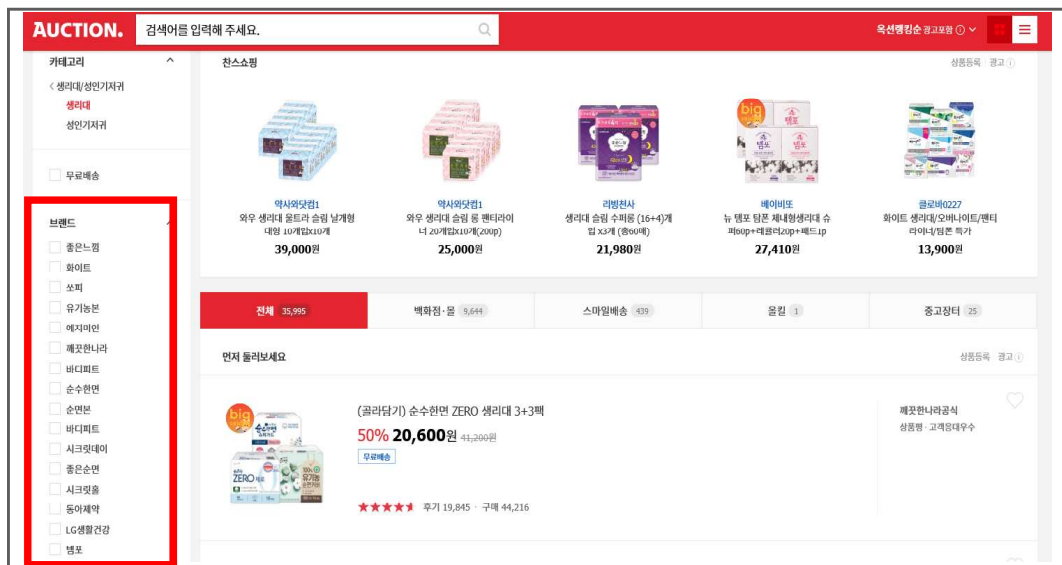 AUCTION.
검색어를 입력해 주세요.
옥션랭킹순 광고포함
카테고리
< 생리대/성인기저귀
생리대
성인기저귀
무료배송
브랜드
좋은느낌
화이트
쏘피
유기농본
예지미인
깨끗한나라
바디피트
순수한면
순면본
바디피트
시크릿데이
좋은순면
시크릿홀
동아제약
LG생활건강
템포
찬스쇼핑
상품등록 광고
약사와닷컴1
와우 생리대 울트라 슬림 날개형
대형 10개입x10개
39,000원
약사와닷컴1
와우 생리대 슬림 롱 팬티라이
너 20개입x10개(200p)
25,000원
리빙천사
생리대 슬림 수퍼롱 (16+4)개
입 x3개 (총60매)
21,980원
big
템포
베이비또
뉴 템포 탐폰 체내형생리대 슈
퍼60p+레귤러20p+패드1p
27,410원
클로바0227
화이트 생리대/오버나이트/팬티
라이너/탐폰 특가
13,900원
전체 35,995
백화점·몰 9,644
스마일배송 439
올킬 1
중고장터 25
먼저 둘러보세요
상품등록 광고
big
순수한면
ZERO
유기농
(골라담기) 순수한면 ZERO 생리대 3+3팩
50% 20,600원 41,200원
무료배송
후기 19,845 · 구매 44,216
깨끗한나라공식
상품평 · 고객응대우수